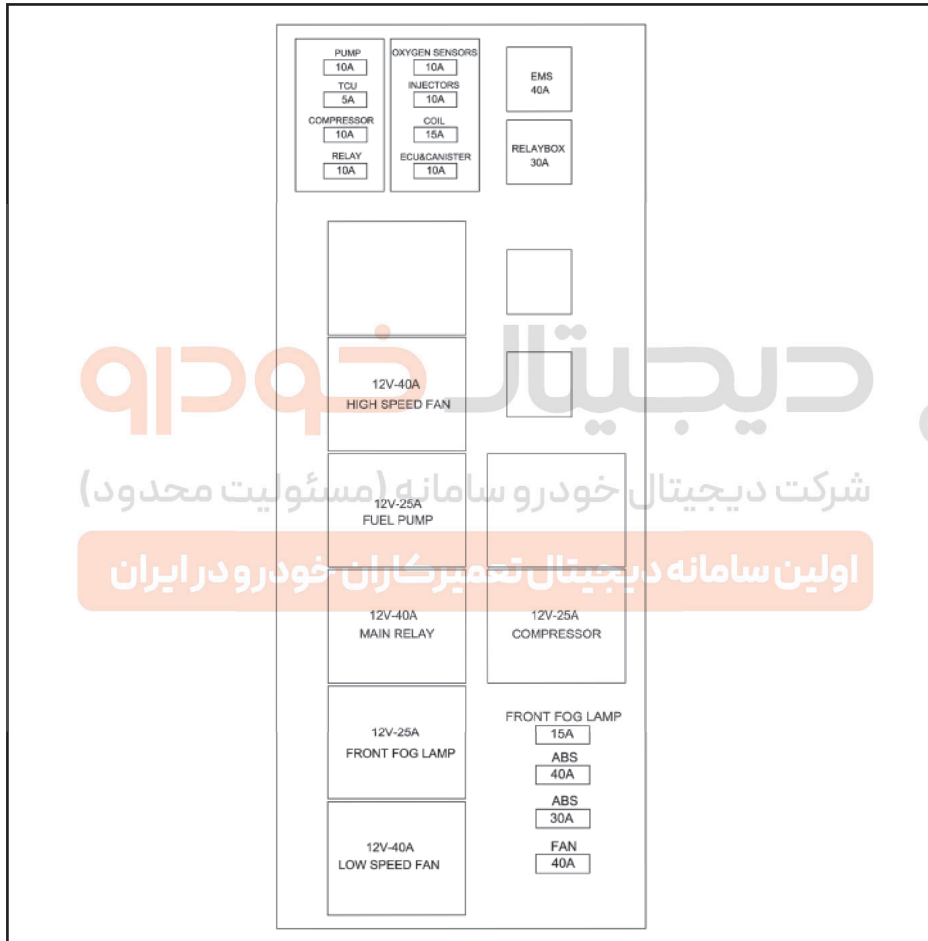 PUMP
10A
TCU
5A
COMPRESSOR
10A
RELAY
10A
OXYGEN SENSORS
10A
INJECTORS
10A
COIL
15A
ECU&CANISTER
10A
EMS
40A
RELAYBOX
30A
12V-40A
HIGH SPEED FAN
دیجیتال خودرو
شرکت دیجیتال خودرو سامانه (مسئولیت محدود)
12V-25A
FUEL PUMP
اولین سامانه دیجیتال تعمیرکاران خودرو در ایران
12V-40A
MAIN RELAY
12V-25A
COMPRESSOR
12V-25A
FRONT FOG LAMP
12V-40A
LOW SPEED FAN
FRONT FOG LAMP
15A
ABS
40A
ABS
30A
FAN
40A